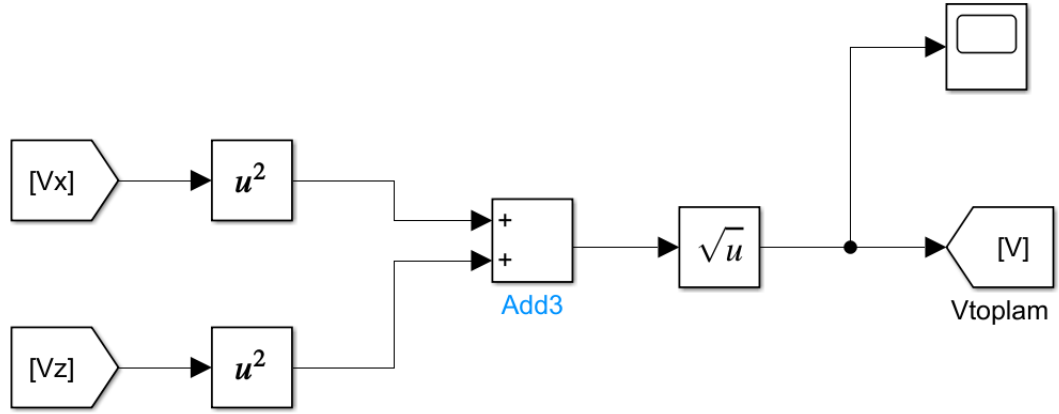 [Vx]
u²
+
+
Add3
√u
[V]
Vtoplam
[Vz]
u²